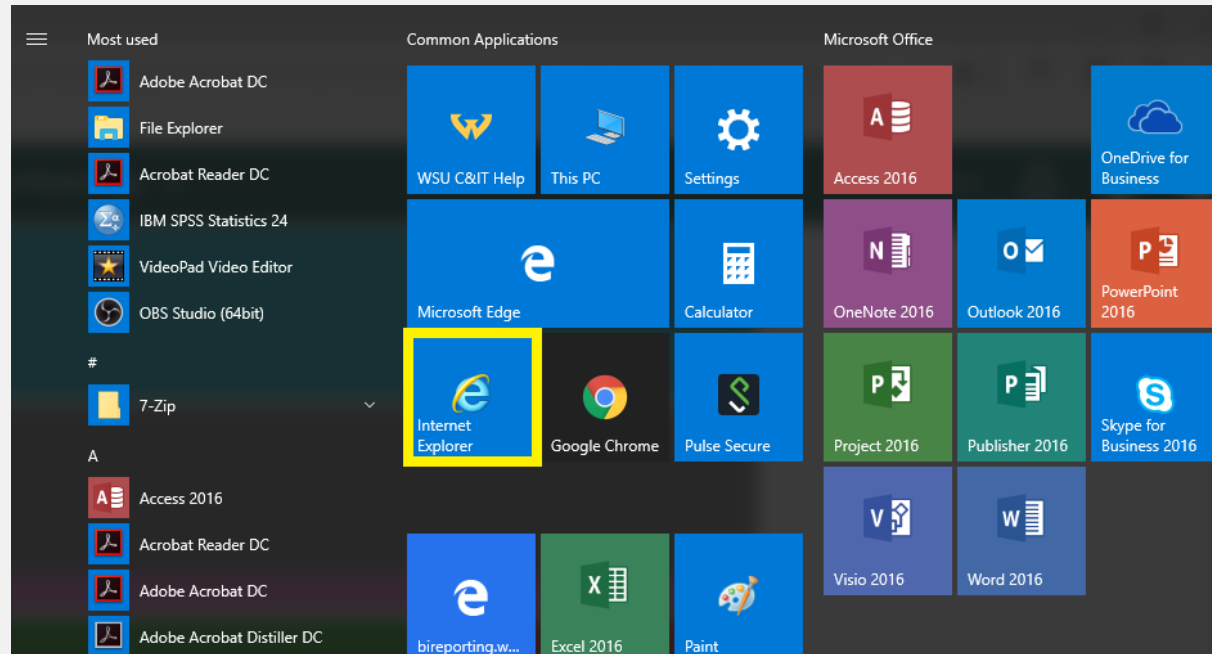 Most used
Adobe Acrobat DC
File Explorer
Acrobat Reader DC
IBM SPSS Statistics 24
VideoPad Video Editor
OBS Studio (64bit)
#
7-Zip
A
Access 2016
Acrobat Reader DC
Adobe Acrobat DC
Adobe Acrobat Distiller DC
Common Applications
WSU C&IT Help
This PC
Settings
Microsoft Edge
Calculator
Internet
Explorer
Google Chrome
Pulse Secure
bireporting.w...
Excel 2016
Paint
Microsoft Office
Access 2016
OneDrive for
Business
OneNote 2016
Outlook 2016
PowerPoint
2016
Project 2016
Publisher 2016
Skype for
Business 2016
Visio 2016
Word 2016